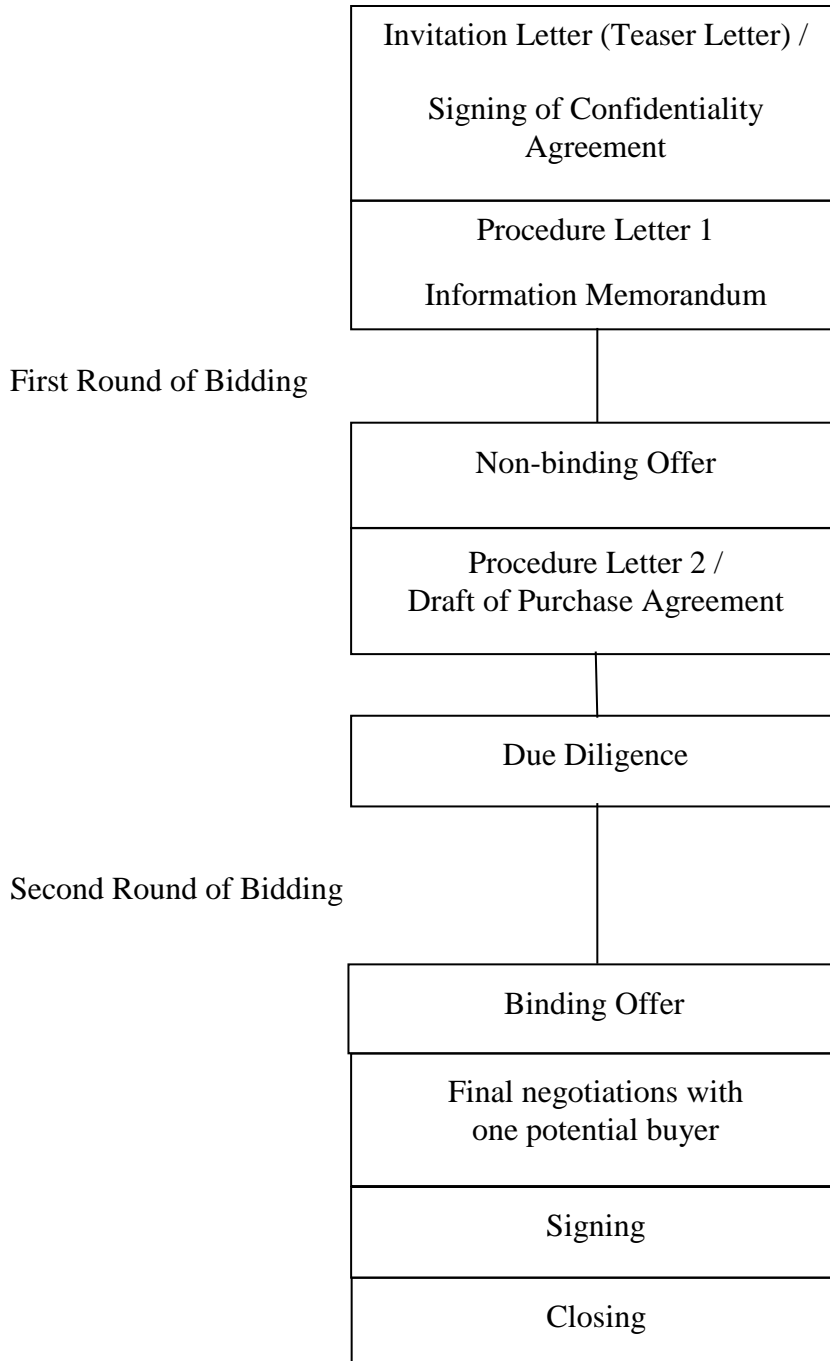 Invitation Letter (Teaser Letter) /
Signing of Confidentiality
Agreement
Procedure Letter 1
Information Memorandum
First Round of Bidding
Non-binding Offer
Procedure Letter 2 /
Draft of Purchase Agreement
Due Diligence
Second Round of Bidding
Binding Offer
Final negotiations with
one potential buyer
Signing
Closing